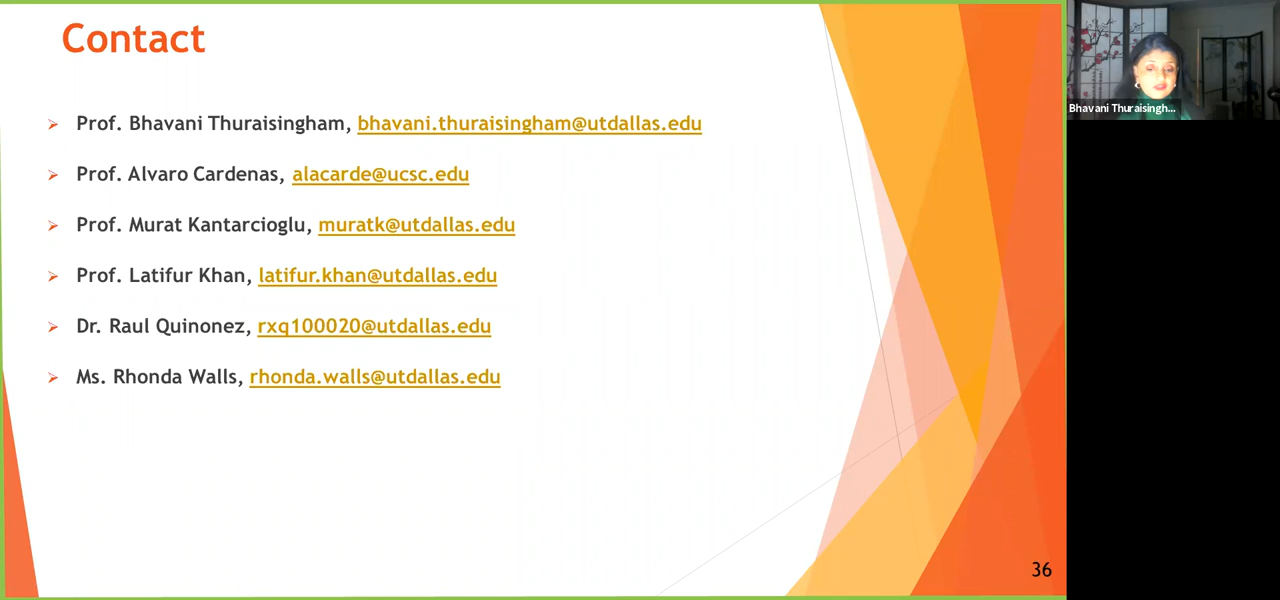 Contact
Prof. Bhavani Thuraisingham, bhavani.thuraisingham@utdallas.edu
Prof. Alvaro Cardenas, alacarde@ucsc.edu
Prof. Murat Kantarcioglu, muratk@utdallas.edu
Prof. Latifur Khan, latifur.khan@utdallas.edu
Dr. Raul Quinonez, rxq100020@utdallas.edu
Ms. Rhonda Walls, rhonda.walls@utdallas.edu
36
Bhavani Thuraisingh...